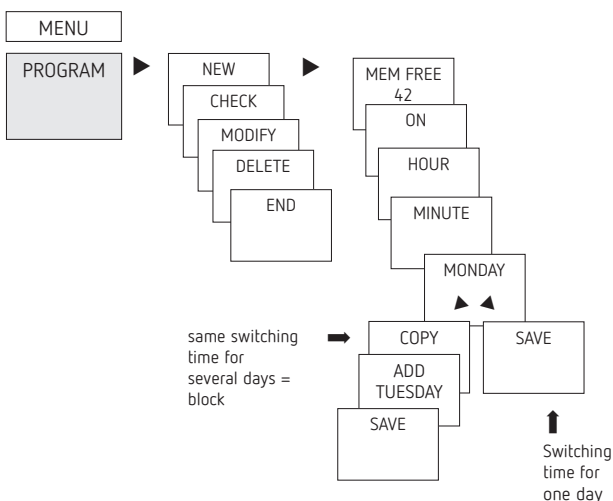 MENU
PROGRAM
NEW
CHECK
MODIFY
DELETE
END
MEM FREE
42
ON
HOUR
MINUTE
MONDAY
same switching
time for
several days =
block
COPY
ADD
TUESDAY
SAVE
SAVE
Switching
time for
one day